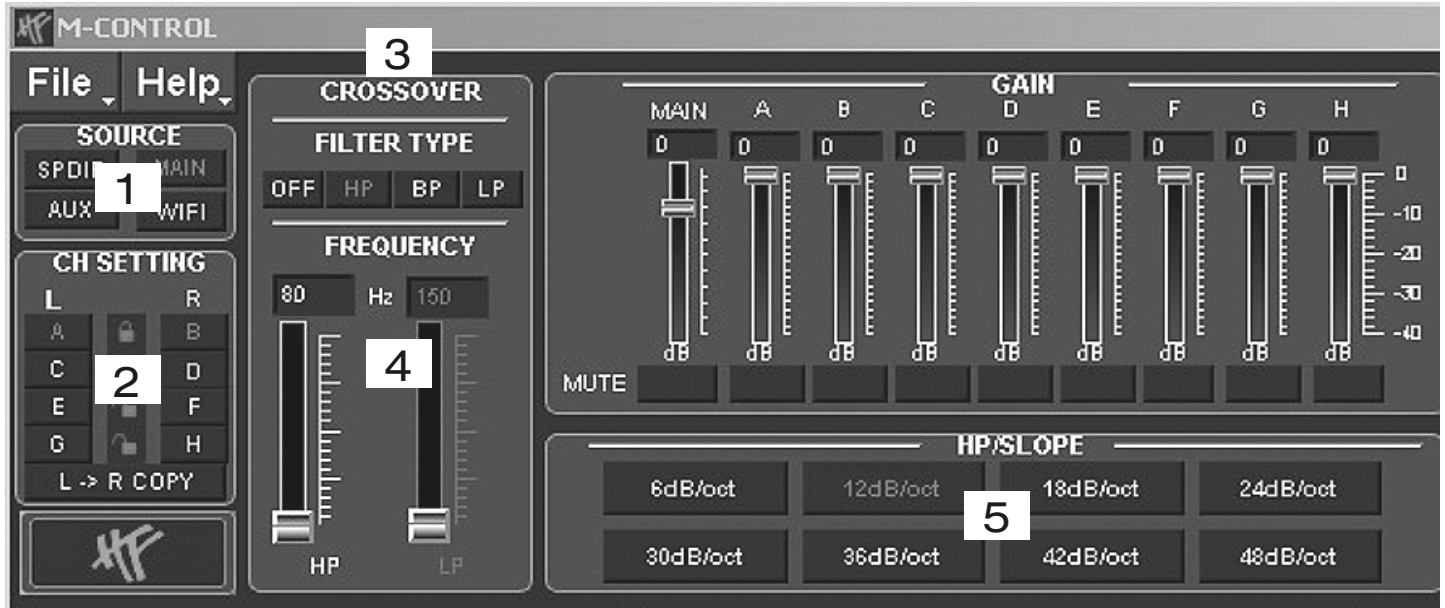 M-CONTROL
File Help
SOURCE
MAIN
AUX WIFI
1
CH SETTING
L R
A B
C D
E F
G H
2
L -> R COPY
HF
3
CROSSOVER
FILTER TYPE
OFF HP BP LP
FREQUENCY
80 Hz 150
4
HP LP
GAIN
MAIN A B C D E F G H
0 0 0 0 0 0 0 0 0
0
-10
-20
-30
-40
dB dB dB dB dB dB dB dB dB
MUTE
HP/SLOPE
6dB/oct 12dB/oct 18dB/oct 24dB/oct
5
30dB/oct 36dB/oct 42dB/oct 48dB/oct